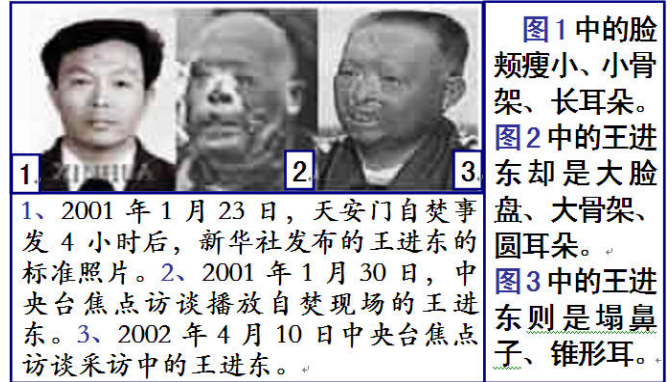 1.
XINHUA
2.
3.
1、2001 年 1 月 23 日，天安门自焚事
发 4 小时后，新华社发布的王进东的
标准照片。2、2001 年 1 月 30 日，中
央台焦点访谈播放自焚现场的王进
东。3、2002 年 4 月 10 日中央台焦点
访谈采访中的王进东。
图1中的脸
颊瘦小、小骨
架、长耳朵。
图2中的王进
东却是大脸
盘、大骨架、
圆耳朵。
图3中的王进
东则是塌鼻
子、锥形耳。